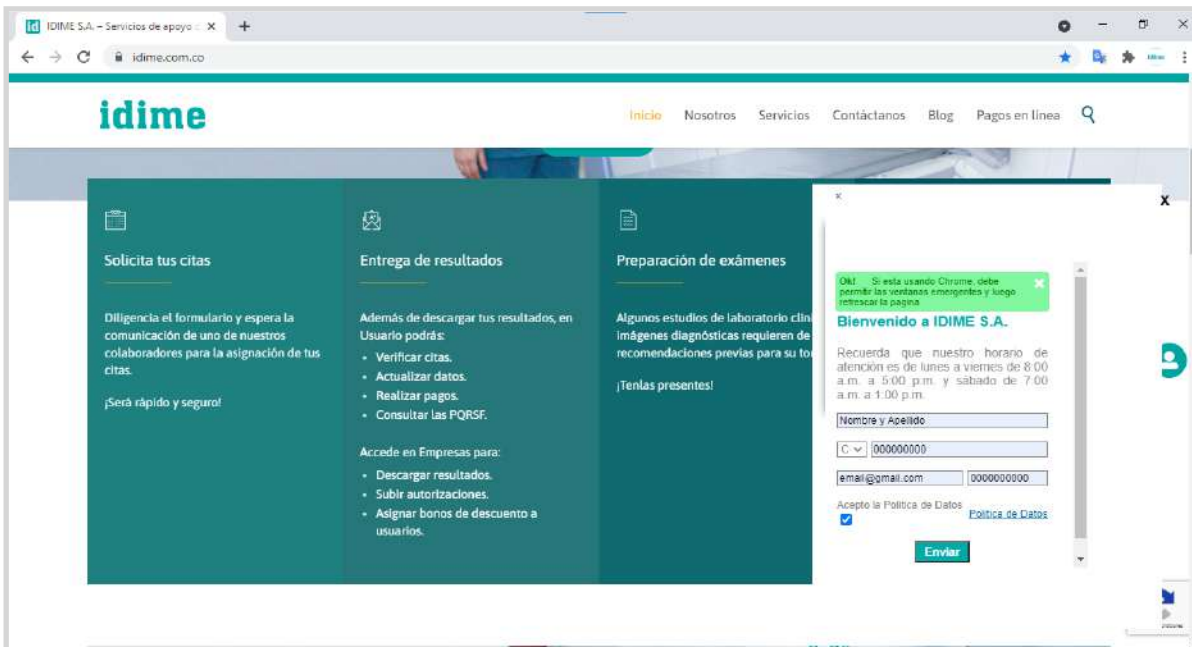 IDIME S.A. – Servicios de apoyo
idime.com.co
idime
Inicio Nosotros Servicios Contáctanos Blog Pagos en línea
Solicita tus citas
Diligencia el formulario y espera la
comunicación de uno de nuestros
colaboradores para la asignación de tus
citas.
¡Será rápido y seguro!
Entrega de resultados
Además de descargar tus resultados, en
Usuario podrás:
• Verificar citas.
• Actualizar datos.
• Realizar pagos.
• Consultar las PQRSF.
Accede en Empresas para:
• Descargar resultados.
• Subir autorizaciones.
• Asignar bonos de descuento a
usuarios.
Preparación de exámenes
Algunos estudios de laboratorio clíni
imágenes diagnósticas requieren de
recomendaciones previas para su to
¡Tenlas presentes!
x
X
Ok! Si esta usando Chrome, debe
permitir las ventanas emergentes y luego
refrescar la pagina
Bienvenido a IDIME S.A.
Recuerda que nuestro horario de
atención es de lunes a viernes de 8:00
a.m. a 5:00 p.m. y sábado de 7:00
a.m. a 1:00 p.m.
Nombre y Apellido
C 000000000
email@gmail.com 0000000000
Acepto la Politica de Datos
Politica de Datos
Enviar